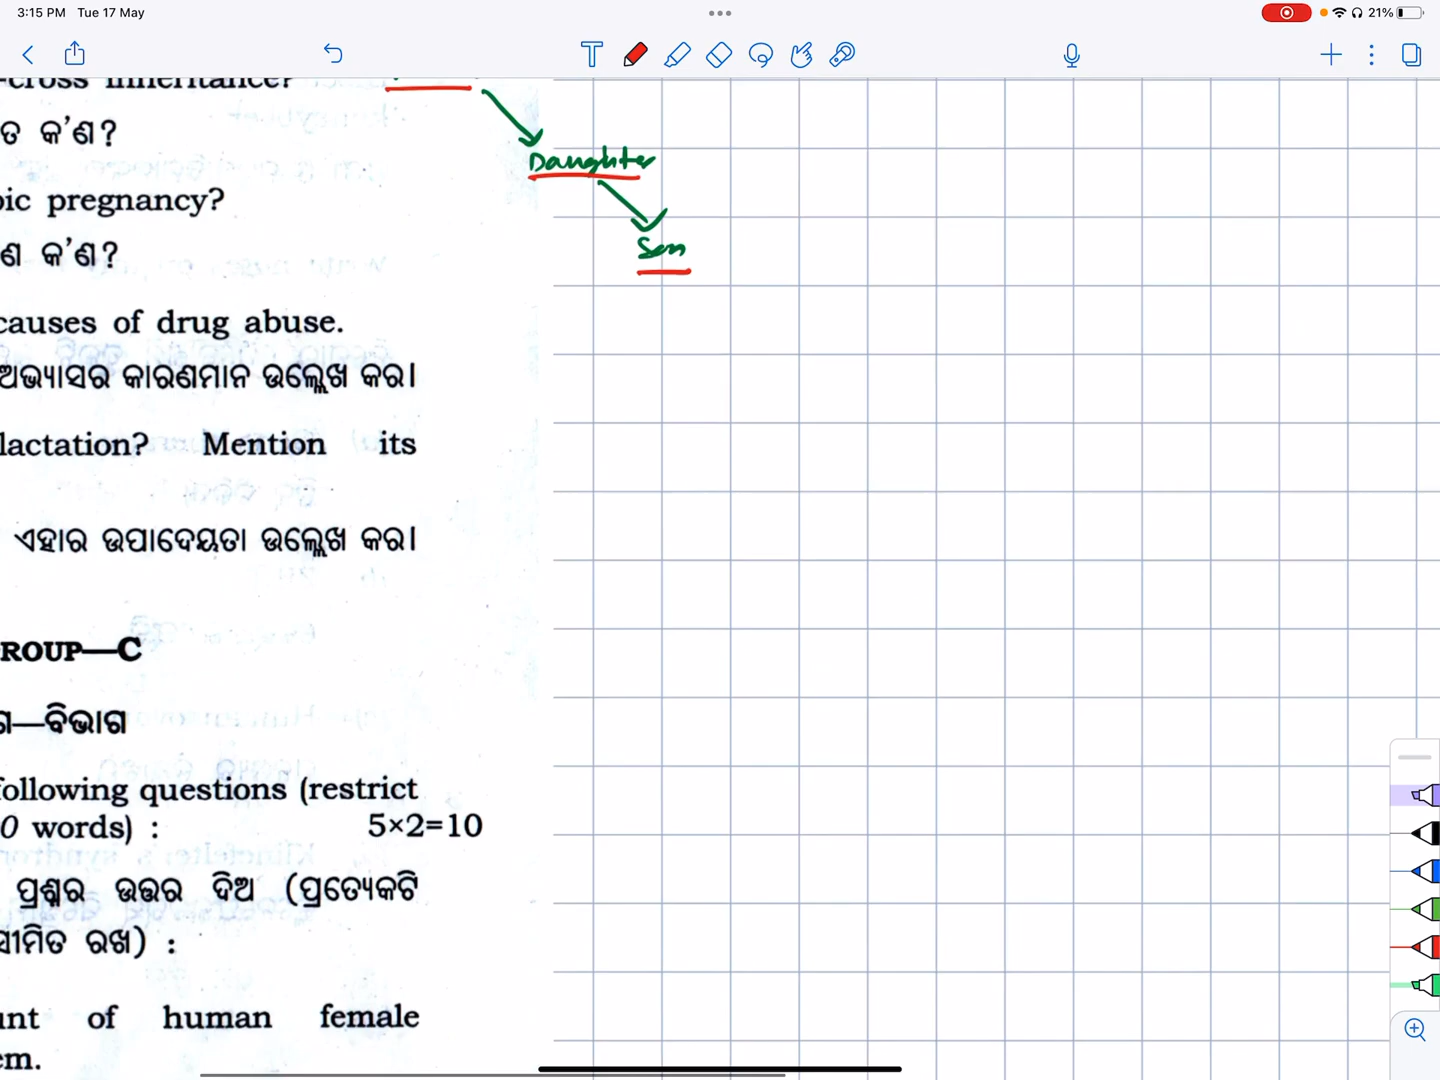 3:15 PM Tue 17 May
21%
-cross inheritance?
ତ କ'ଣ?
Daughter
pic pregnancy?
Son
ଣ କ'ଣ?
causes of drug abuse.
ଅଭ୍ୟାସର କାରଣମାନ ଉଲ୍ଲେଖ କର।
lactation? Mention its
ଏହାର ଉପାଦେୟତା ଉଲ୍ଲେଖ କର।
ROUP—C
ଗ—ବିଭାଗ
following questions (restrict
0 words) : 5×2=10
ପ୍ରଶ୍ନର ଉତ୍ତର ଦିଅ (ପ୍ରତ୍ୟେକଟି
ସୀମିତ ରଖ) :
unt of human female
em.